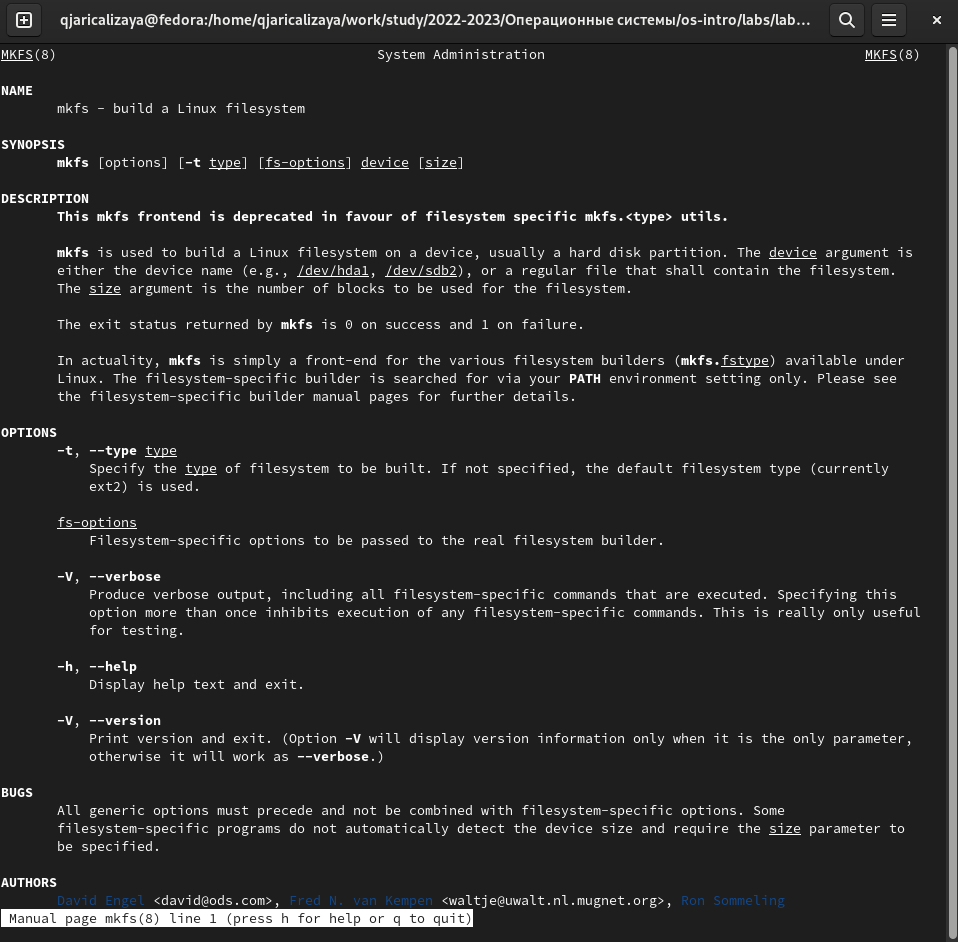 qjaricalizaya@fedora:/home/qjaricalizaya/work/study/2022-2023/Операционные системы/os-intro/labs/lab...
MKFS(8) System Administration MKFS(8)
NAME
mkfs - build a Linux filesystem
SYNOPSIS
mkfs [options] [-t type] [fs-options] device [size]
DESCRIPTION
This mkfs frontend is deprecated in favour of filesystem specific mkfs.<type> utils.
mkfs is used to build a Linux filesystem on a device, usually a hard disk partition. The device argument is
either the device name (e.g., /dev/hda1, /dev/sdb2), or a regular file that shall contain the filesystem.
The size argument is the number of blocks to be used for the filesystem.
The exit status returned by mkfs is 0 on success and 1 on failure.
In actuality, mkfs is simply a front-end for the various filesystem builders (mkfs.fstype) available under
Linux. The filesystem-specific builder is searched for via your PATH environment setting only. Please see
the filesystem-specific builder manual pages for further details.
OPTIONS
-t, --type type
Specify the type of filesystem to be built. If not specified, the default filesystem type (currently
ext2) is used.
fs-options
Filesystem-specific options to be passed to the real filesystem builder.
-V, --verbose
Produce verbose output, including all filesystem-specific commands that are executed. Specifying this
option more than once inhibits execution of any filesystem-specific commands. This is really only useful
for testing.
-h, --help
Display help text and exit.
-V, --version
Print version and exit. (Option -V will display version information only when it is the only parameter,
otherwise it will work as --verbose.)
BUGS
All generic options must precede and not be combined with filesystem-specific options. Some
filesystem-specific programs do not automatically detect the device size and require the size parameter to
be specified.
AUTHORS
David Engel <david@ods.com>, Fred N. van Kempen <waltje@uwalt.nl.mugnet.org>, Ron Sommeling
Manual page mkfs(8) line 1 (press h for help or q to quit)